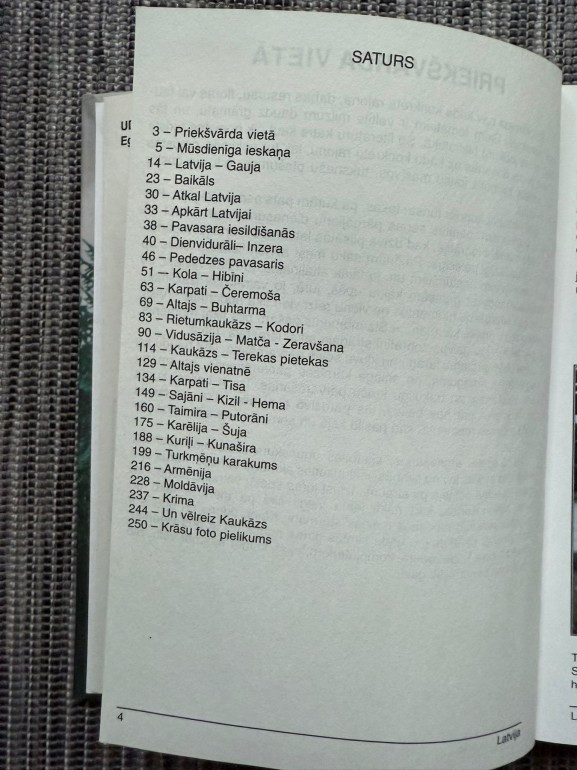 SATURS
3 – Priekšvārda vietā
5 – Mūsdienīga ieskaņa
14 – Latvija – Gauja
23 – Baikāls
30 – Atkal Latvija
33 – Apkārt Latvijai
38 – Pavasara iesildīšanās
40 – Dienvidurāli– Inzera
46 – Pededzes pavasaris
51 –– Kola – Hibīni
63 – Karpati – Čeremoša
69 – Altajs – Buhtarma
83 – Rietumkaukāzs – Kodori
90 – Vidusāzija – Matča - Zeravšana
114 – Kaukāzs – Terekas pietekas
129 – Altajs vienatnē
134 – Karpati – Tisa
149 – Sajāni – Kizil - Hema
160 – Taimira – Putorāni
175 – Karēlija – Šuja
188 – Kuriļi – Kunašira
199 – Turkmēņu karakums
216 – Armēnija
228 – Moldāvija
237 – Krima
244 – Un vēlreiz Kaukāzs
250 – Krāsu foto pielikums
4
Latvija